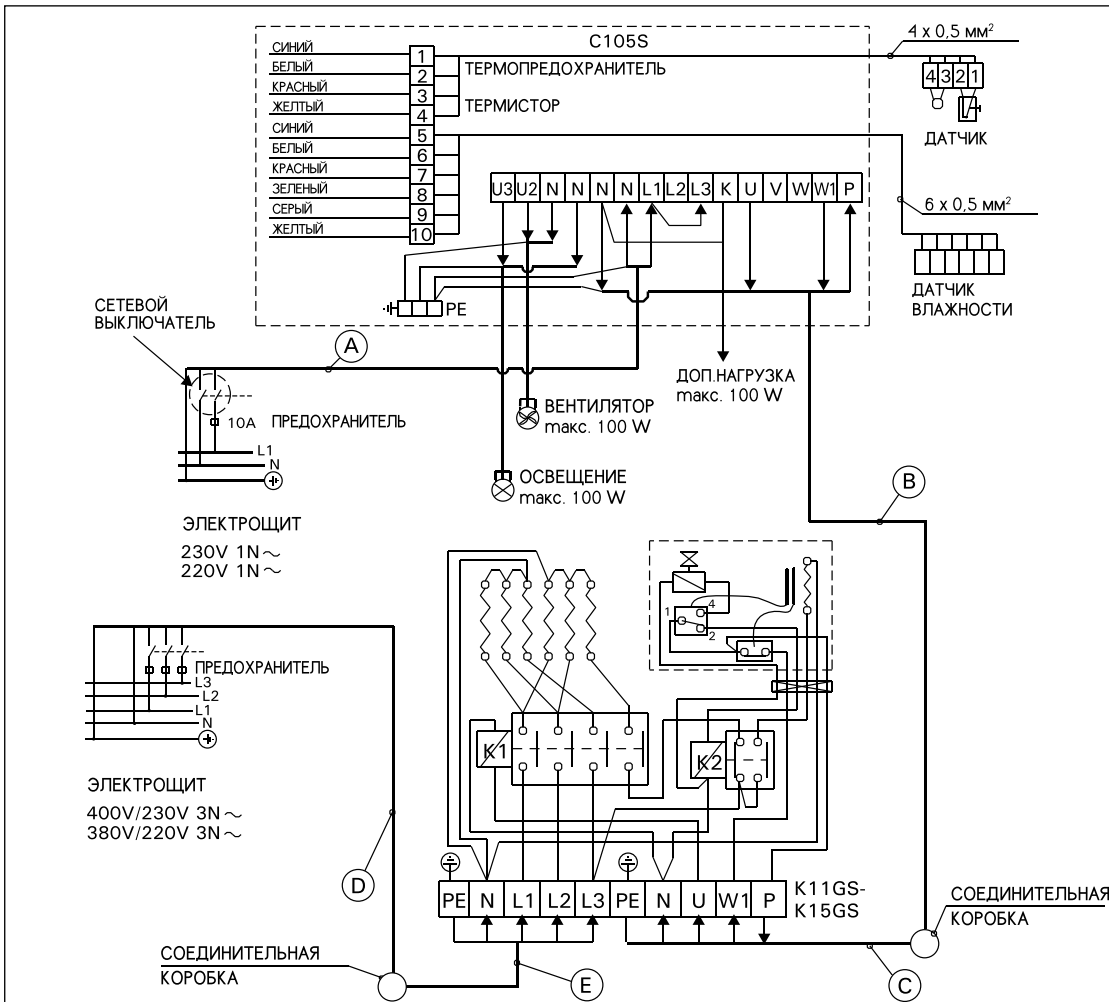 C105S
4 x 0,5 мм²
СИНИЙ 1
БЕЛЫЙ 2
КРАСНЫЙ 3
ЖЕЛТЫЙ 4
СИНИЙ 5
БЕЛЫЙ 6
КРАСНЫЙ 7
ЗЕЛЕНЫЙ 8
СЕРЫЙ 9
ЖЕЛТЫЙ 10
ТЕРМОПРЕДОХРАНИТЕЛЬ
ТЕРМИСТОР
4 3 2 1
ДАТЧИК
U3 U2 N N N N L1 L2 L3 K U V W W1 P
6 x 0,5 мм²
ДАТЧИК
ВЛАЖНОСТИ
PE
СЕТЕВОЙ
ВЫКЛЮЧАТЕЛЬ
A
10A ПРЕДОХРАНИТЕЛЬ
L1
N
ЭЛЕКТРОЩИТ
230V 1N～
220V 1N～
ДОП.НАГРУЗКА
макс. 100 W
ВЕНТИЛЯТОР
макс. 100 W
ОСВЕЩЕНИЕ
макс. 100 W
B
1
4
2
ПРЕДОХРАНИТЕЛЬ
L3
L2
L1
N
ЭЛЕКТРОЩИТ
400V/230V 3N～
380V/220V 3N～
K1
K2
D
PE N L1 L2 L3 PE N U W1 P
K11GS-
K15GS
СОЕДИНИТЕЛЬНАЯ
КОРОБКА
СОЕДИНИТЕЛЬНАЯ
КОРОБКА
E
C